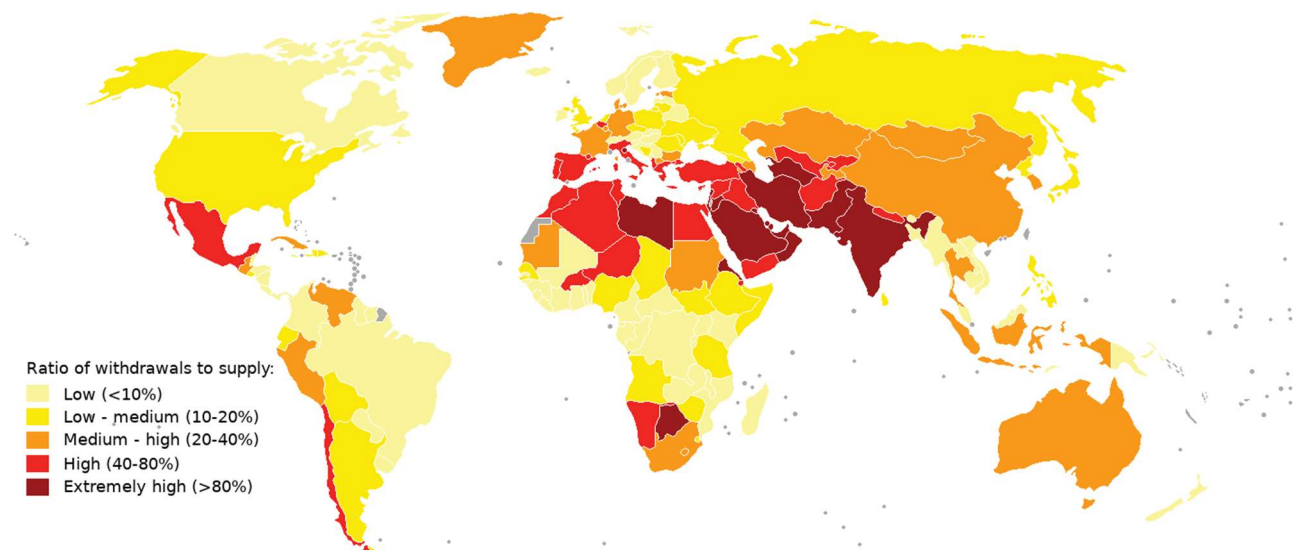 Ratio of withdrawals to supply:
Low (<10%)
Low - medium (10-20%)
Medium - high (20-40%)
High (40-80%)
Extremely high (>80%)